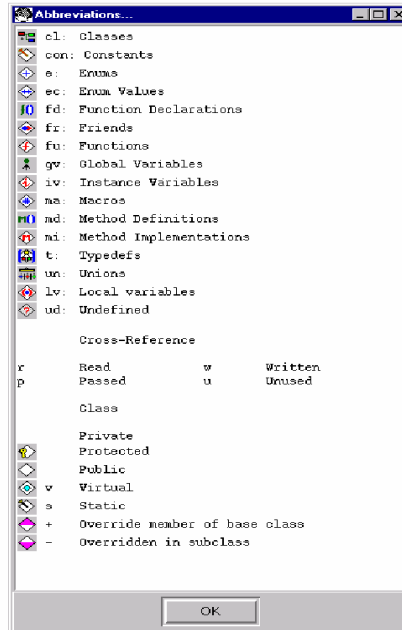 Abbreviations...
cl: Classes
con: Constants
e: Enums
ec: Enum Values
fd: Function Declarations
fr: Friends
fu: Functions
gv: Global Variables
iv: Instance Variables
ma: Macros
md: Method Definitions
mi: Method Implementations
t: Typedefs
un: Unions
lv: Local variables
ud: Undefined
Cross-Reference
r Read w Written
p Passed u Unused
Class
Private
Protected
Public
v Virtual
s Static
+ Override member of base class
- Overridden in subclass
OK